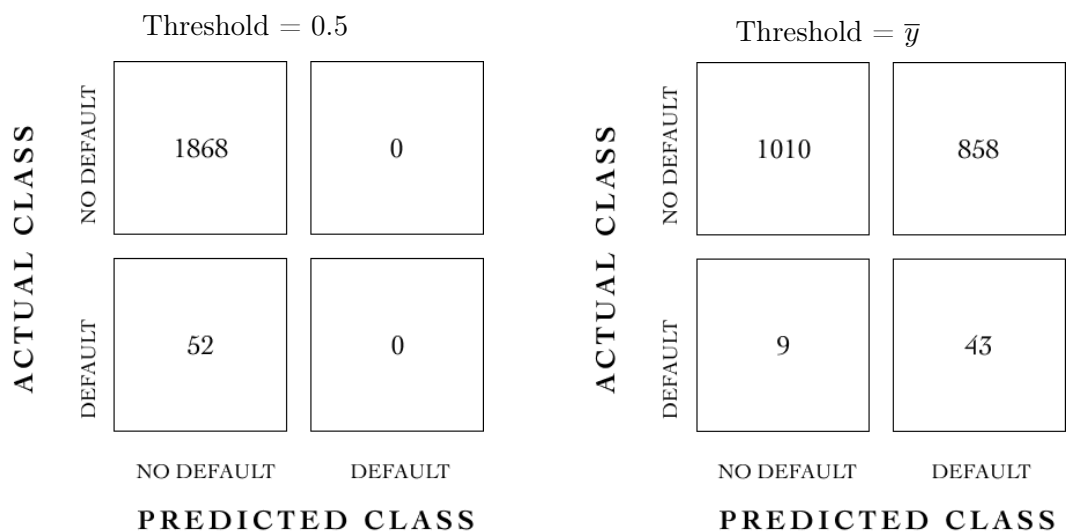 Threshold = 0.5
ACTUAL CLASS
NO DEFAULT
1868
0
DEFAULT
52
0
NO DEFAULT
DEFAULT
PREDICTED CLASS
Threshold = y̅
ACTUAL CLASS
NO DEFAULT
1010
858
DEFAULT
9
43
NO DEFAULT
DEFAULT
PREDICTED CLASS